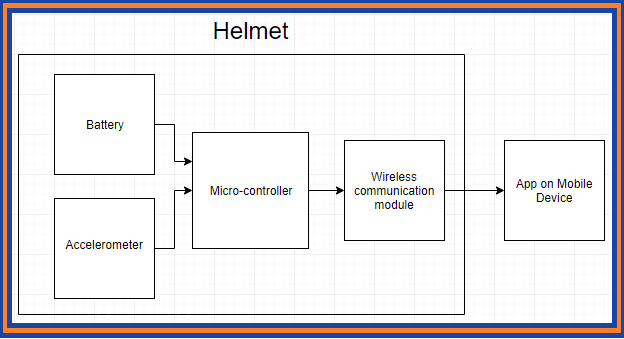 Helmet
Battery
Accelerometer
Micro-controller
Wireless
communication
module
App on Mobile
Device